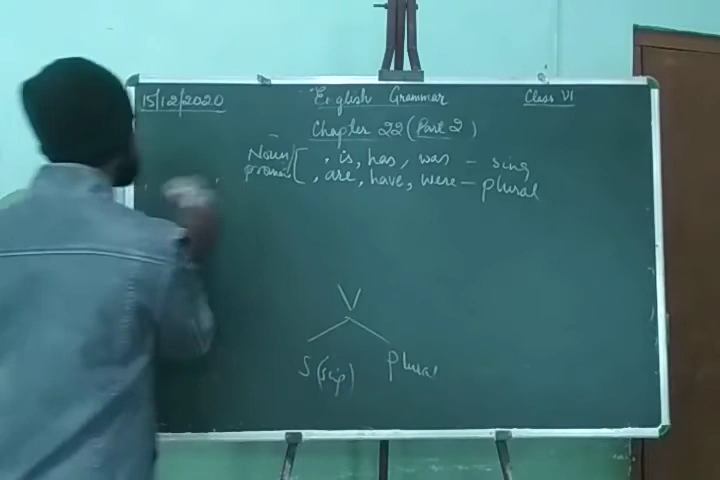 15/12/2020 English Grammar Class VI
Chapter 22 (Part 2)
Noun/ , is, has, was - sing
pronoun , are, have, were - plural
V
S (sing) plural